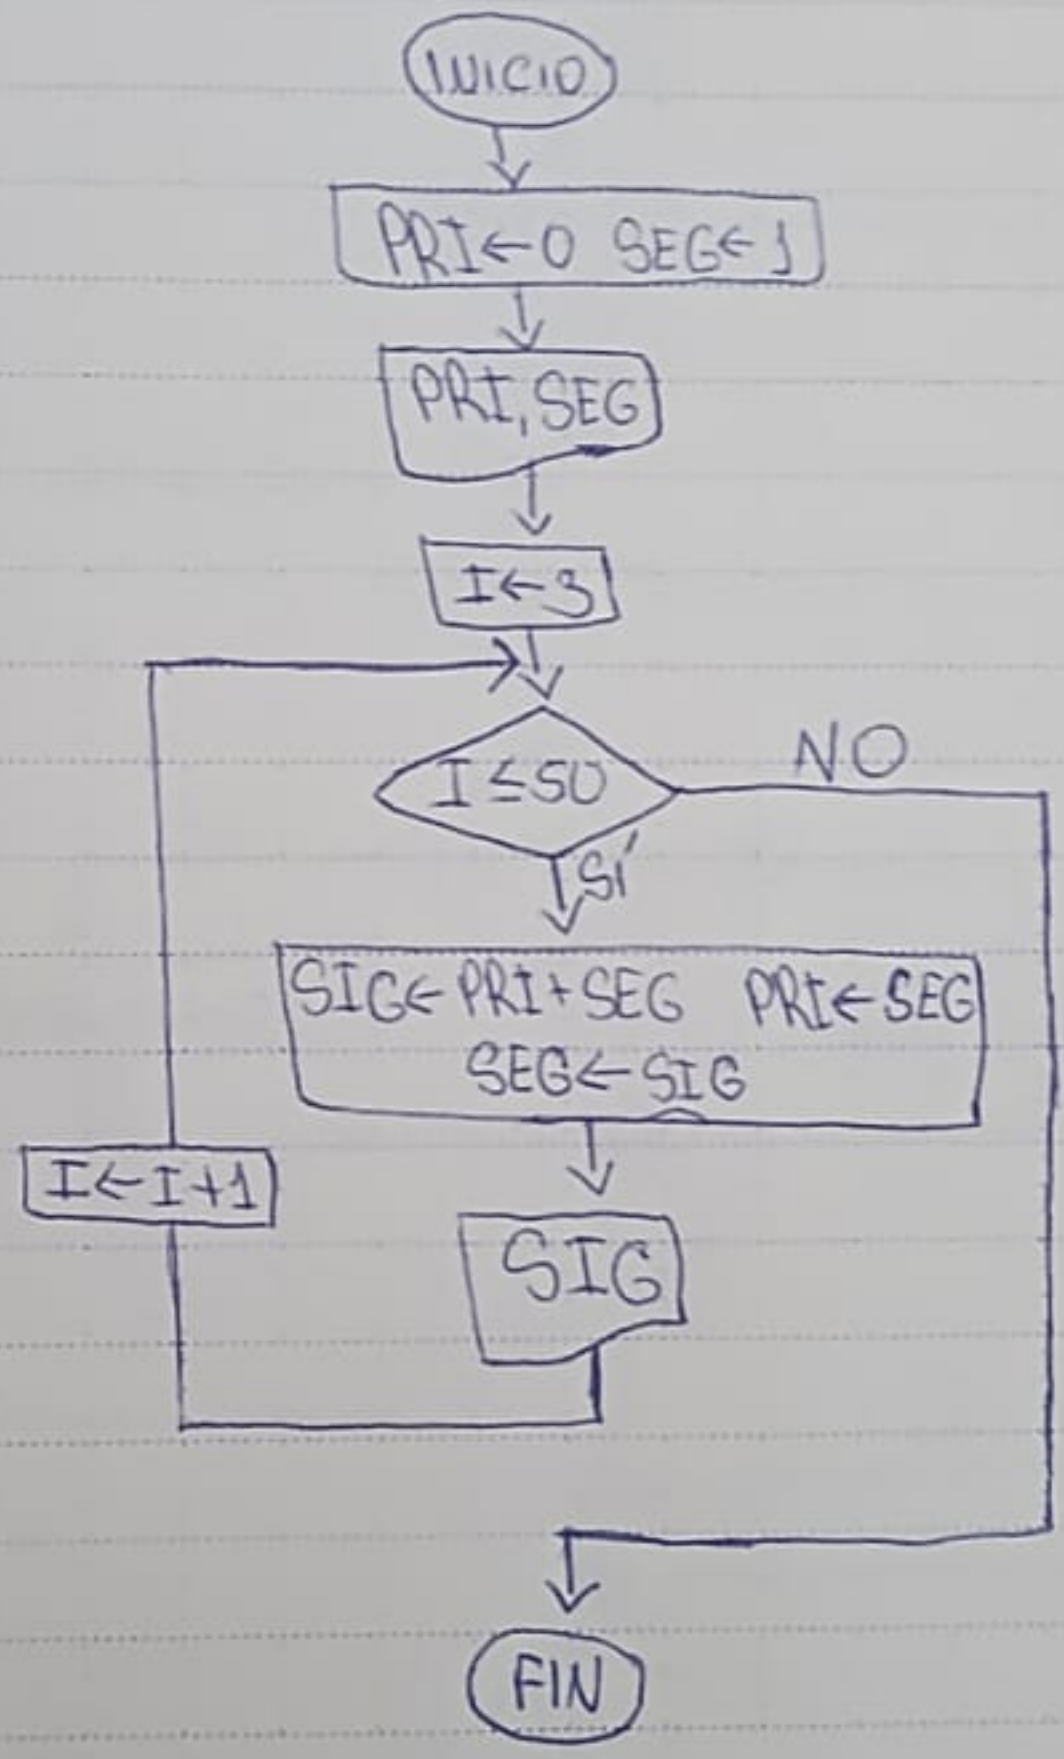 INICIO
PRI←0 SEG←1
PRI, SEG
I←3
I≤50
NO
SÍ
SIG←PRI+SEG PRI←SEG
SEG←SIG
I←I+1
SIG
FIN